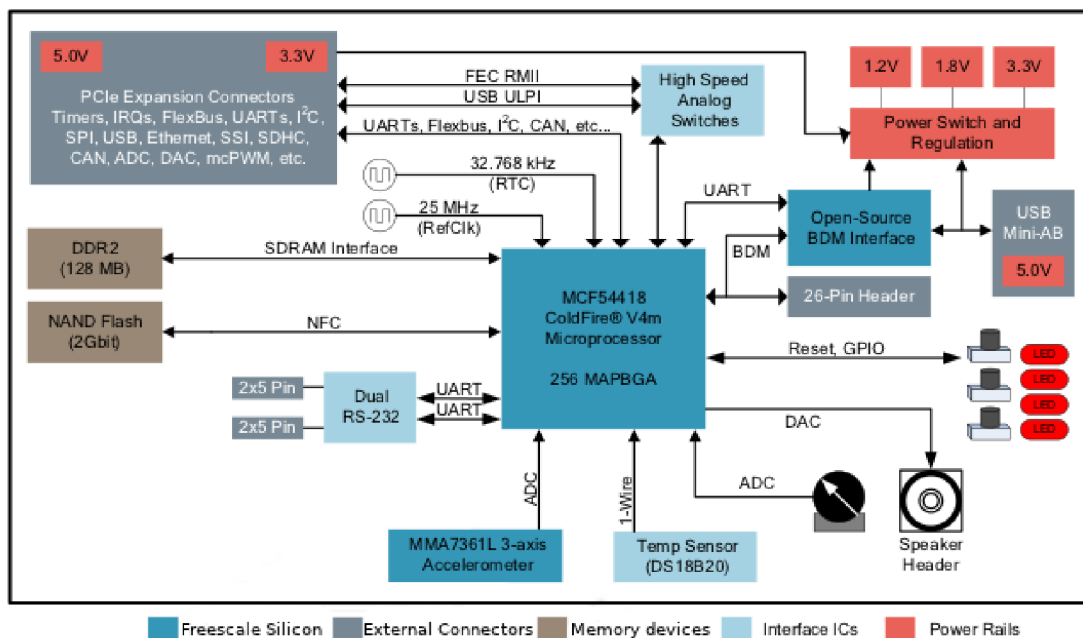 5.0V
3.3V
PCIe Expansion Connectors
Timers, IRQs, FlexBus, UARTs, I²C,
SPI, USB, Ethernet, SSI, SDHC,
CAN, ADC, DAC, mcPWM, etc.
FEC RMII
USB ULPI
UARTs, Flexbus, I²C, CAN, etc...
High Speed
Analog
Switches
1.2V
1.8V
3.3V
Power Switch and
Regulation
32.768 kHz
(RTC)
25 MHz
(RefClk)
UART
BDM
Open-Source
BDM Interface
USB
Mini-AB
5.0V
26-Pin Header
DDR2
(128 MB)
SDRAM Interface
NAND Flash
(2Gbit)
NFC
MCF54418
ColdFire® V4m
Microprocessor
256 MAPBGA
Reset, GPIO
LED
LED
LED
LED
2x5 Pin
2x5 Pin
Dual
RS-232
UART
UART
DAC
ADC
ADC
1-Wire
MMA7361L 3-axis
Accelerometer
Temp Sensor
(DS18B20)
Speaker
Header
Freescale Silicon
External Connectors
Memory devices
Interface ICs
Power Rails